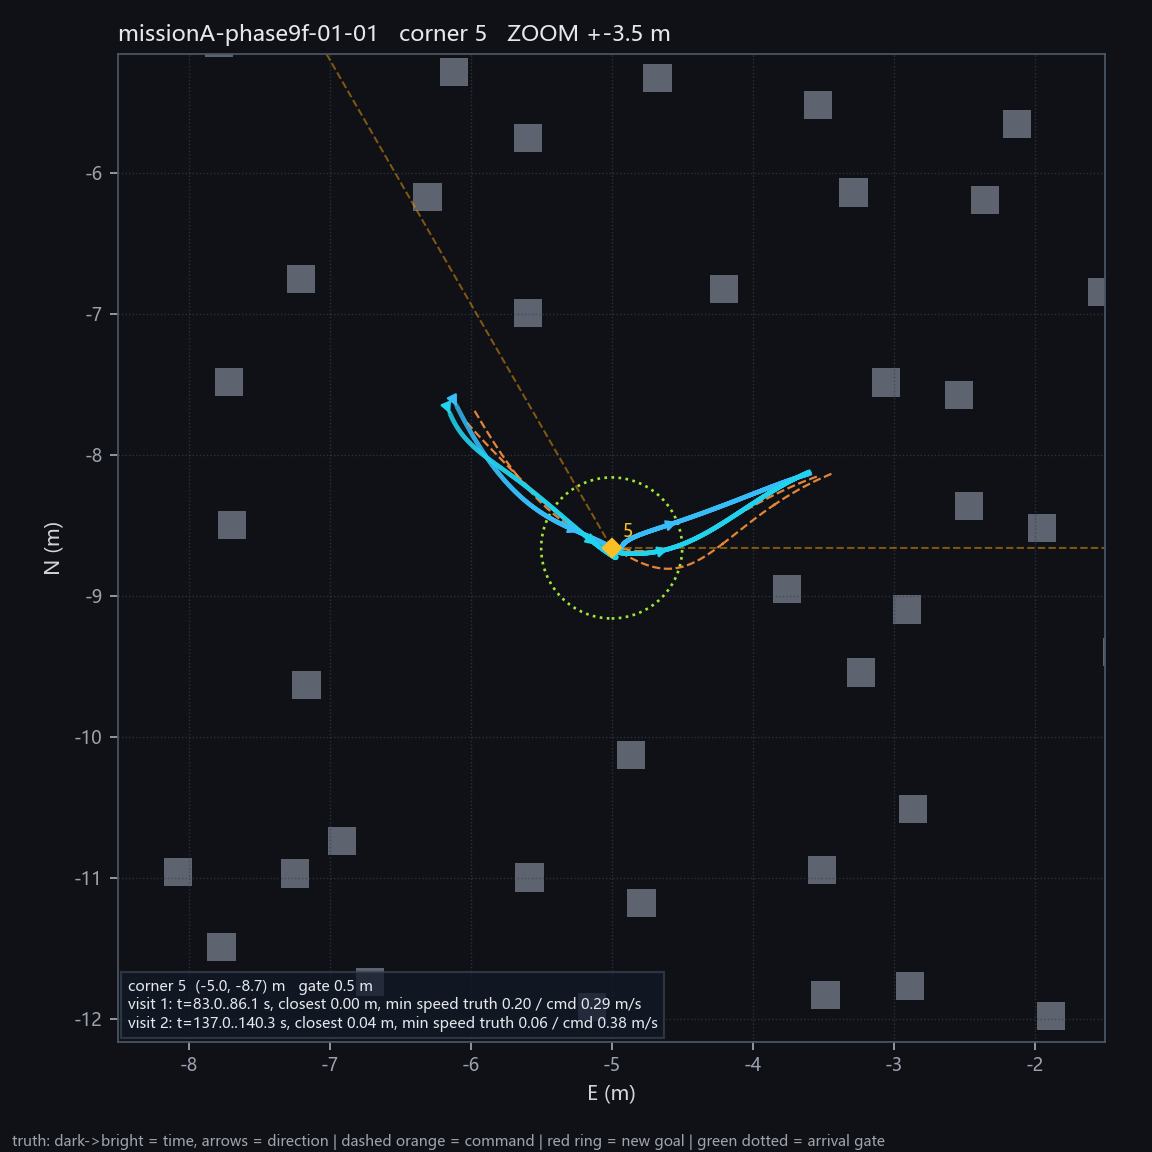 missionA-phase9f-01-01   corner 5   ZOOM +-3.5 m
-6
-7
-8
-9
-10
-11
-12
N (m)
5
corner 5  (-5.0, -8.7) m   gate 0.5 m
visit 1: t=83.0..86.1 s, closest 0.00 m, min speed truth 0.20 / cmd 0.29 m/s
visit 2: t=137.0..140.3 s, closest 0.04 m, min speed truth 0.06 / cmd 0.38 m/s
-8 -7 -6 -5 -4 -3 -2
E (m)
truth: dark->bright = time, arrows = direction | dashed orange = command | red ring = new goal | green dotted = arrival gate